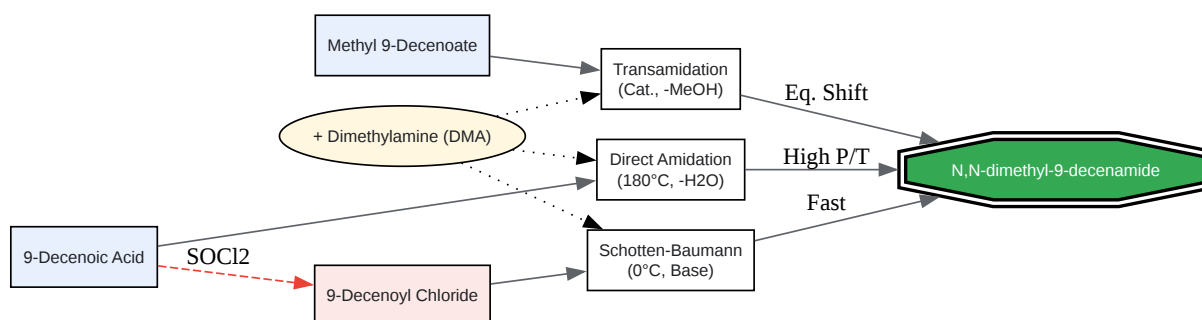 Methyl 9-Decenoate
Transamidation
(Cat., -MeOH)
Eq. Shift
+ Dimethylamine (DMA)
Direct Amidation
(180°C, -H2O)
High P/T
N,N-dimethyl-9-decenamide
Fast
9-Decenoic Acid
SOCl2
Schotten-Baumann
(0°C, Base)
9-Decenoyl Chloride